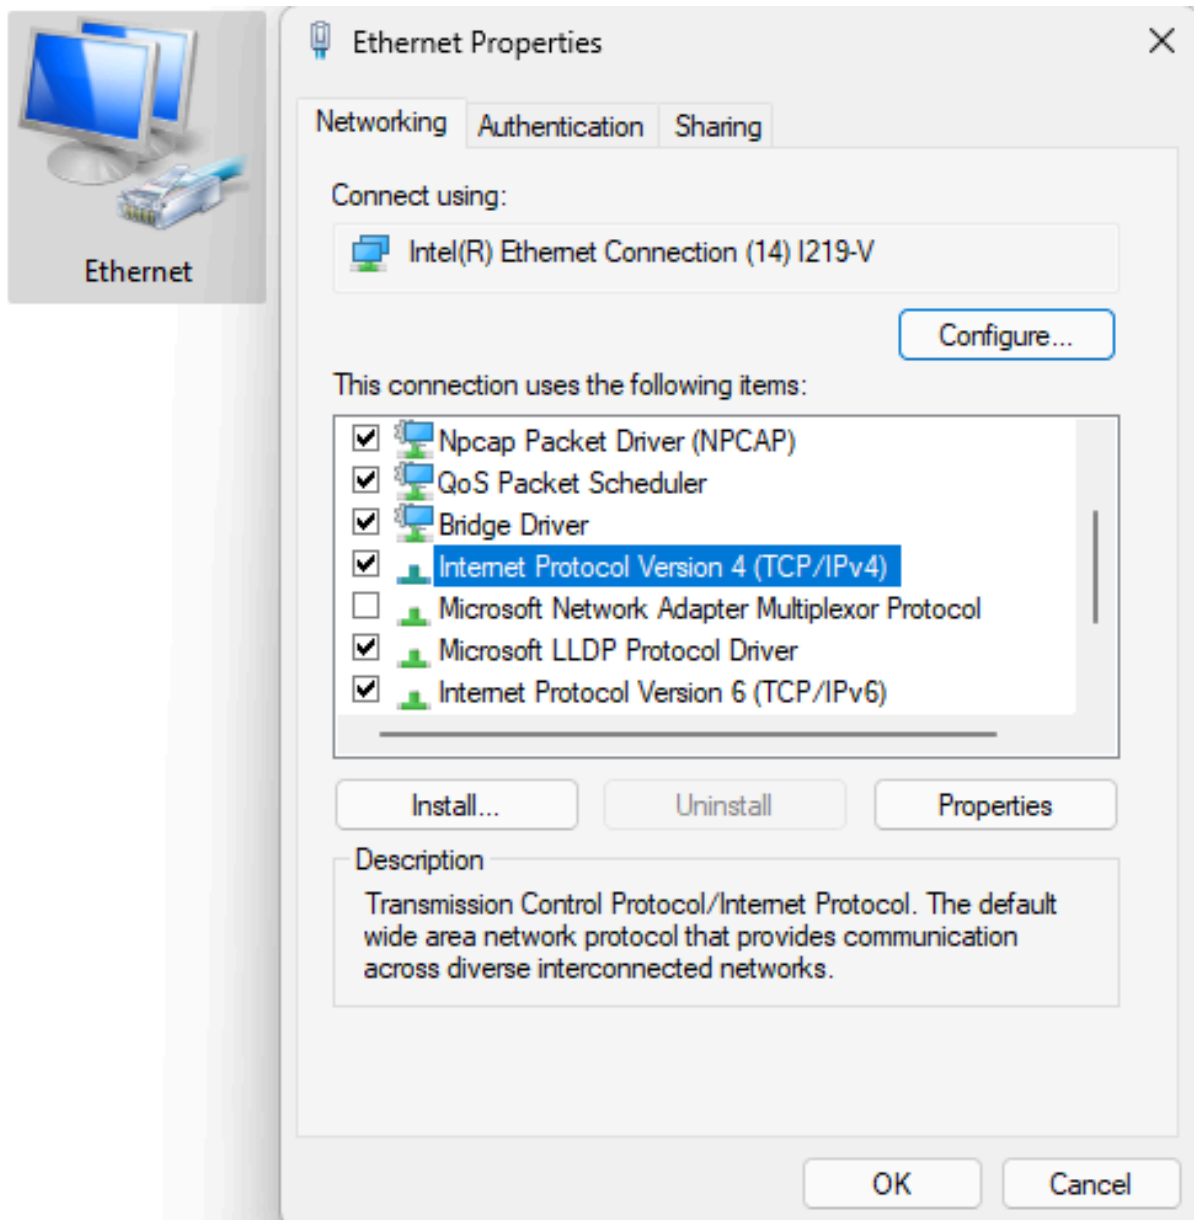 Ethernet
Ethernet Properties
Networking
Authentication
Sharing
Connect using:
Intel(R) Ethernet Connection (14) I219-V
Configure...
This connection uses the following items:
Npcap Packet Driver (NPCAP)
QoS Packet Scheduler
Bridge Driver
Internet Protocol Version 4 (TCP/IPv4)
Microsoft Network Adapter Multiplexor Protocol
Microsoft LLDP Protocol Driver
Internet Protocol Version 6 (TCP/IPv6)
Install...
Uninstall
Properties
Description
Transmission Control Protocol/Internet Protocol. The default
wide area network protocol that provides communication
across diverse interconnected networks.
OK
Cancel